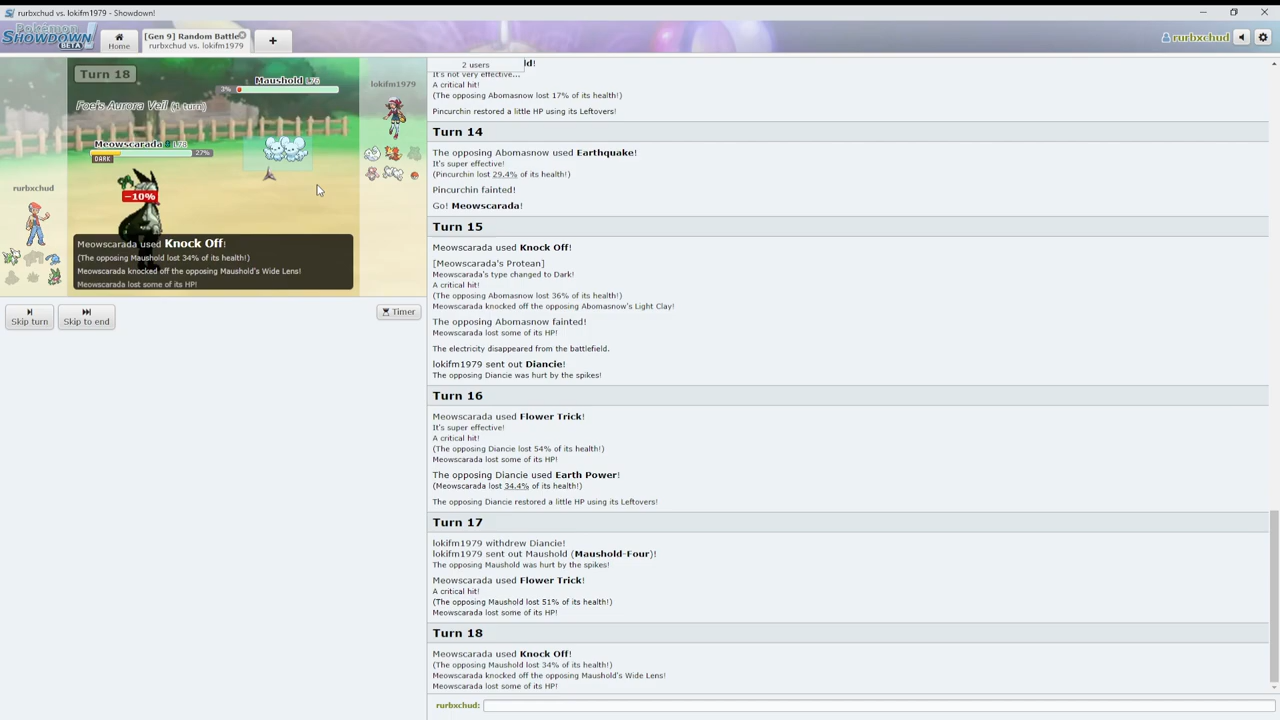 rurbxchud vs. lokifm1979 - Showdown!
Pokémon
SHOWDOWN
BETA
Home
[Gen 9] Random Battle
rurbxchud vs. lokifm1979
+
rurbxchud
Turn 18
Foe's Aurora Veil (1 turn)
Maushold L76
lokifm1979
Meowscarada L78
27%
DARK
−10%
rurbxchud
Meowscarada used Knock Off!
(The opposing Maushold lost 34% of its health!)
Meowscarada knocked off the opposing Maushold's Wide Lens!
Meowscarada lost some of its HP!
Skip turn
Skip to end
Timer
2 users
It's not very effective...
A critical hit!
(The opposing Abomasnow lost 17% of its health!)
Pincurchin restored a little HP using its Leftovers!
Turn 14
The opposing Abomasnow used Earthquake!
It's super effective!
(Pincurchin lost 29.4% of its health!)
Pincurchin fainted!
Go! Meowscarada!
Turn 15
Meowscarada used Knock Off!
[Meowscarada's Protean]
Meowscarada's type changed to Dark!
A critical hit!
(The opposing Abomasnow lost 36% of its health!)
Meowscarada knocked off the opposing Abomasnow's Light Clay!
The opposing Abomasnow fainted!
Meowscarada lost some of its HP!
The electricity disappeared from the battlefield.
lokifm1979 sent out Diancie!
The opposing Diancie was hurt by the spikes!
Turn 16
Meowscarada used Flower Trick!
It's super effective!
A critical hit!
(The opposing Diancie lost 54% of its health!)
Meowscarada lost some of its HP!
The opposing Diancie used Earth Power!
(Meowscarada lost 34.4% of its health!)
The opposing Diancie restored a little HP using its Leftovers!
Turn 17
lokifm1979 withdrew Diancie!
lokifm1979 sent out Maushold (Maushold-Four)!
The opposing Maushold was hurt by the spikes!
Meowscarada used Flower Trick!
A critical hit!
(The opposing Maushold lost 51% of its health!)
Meowscarada lost some of its HP!
Turn 18
Meowscarada used Knock Off!
(The opposing Maushold lost 34% of its health!)
Meowscarada knocked off the opposing Maushold's Wide Lens!
Meowscarada lost some of its HP!
rurbxchud: